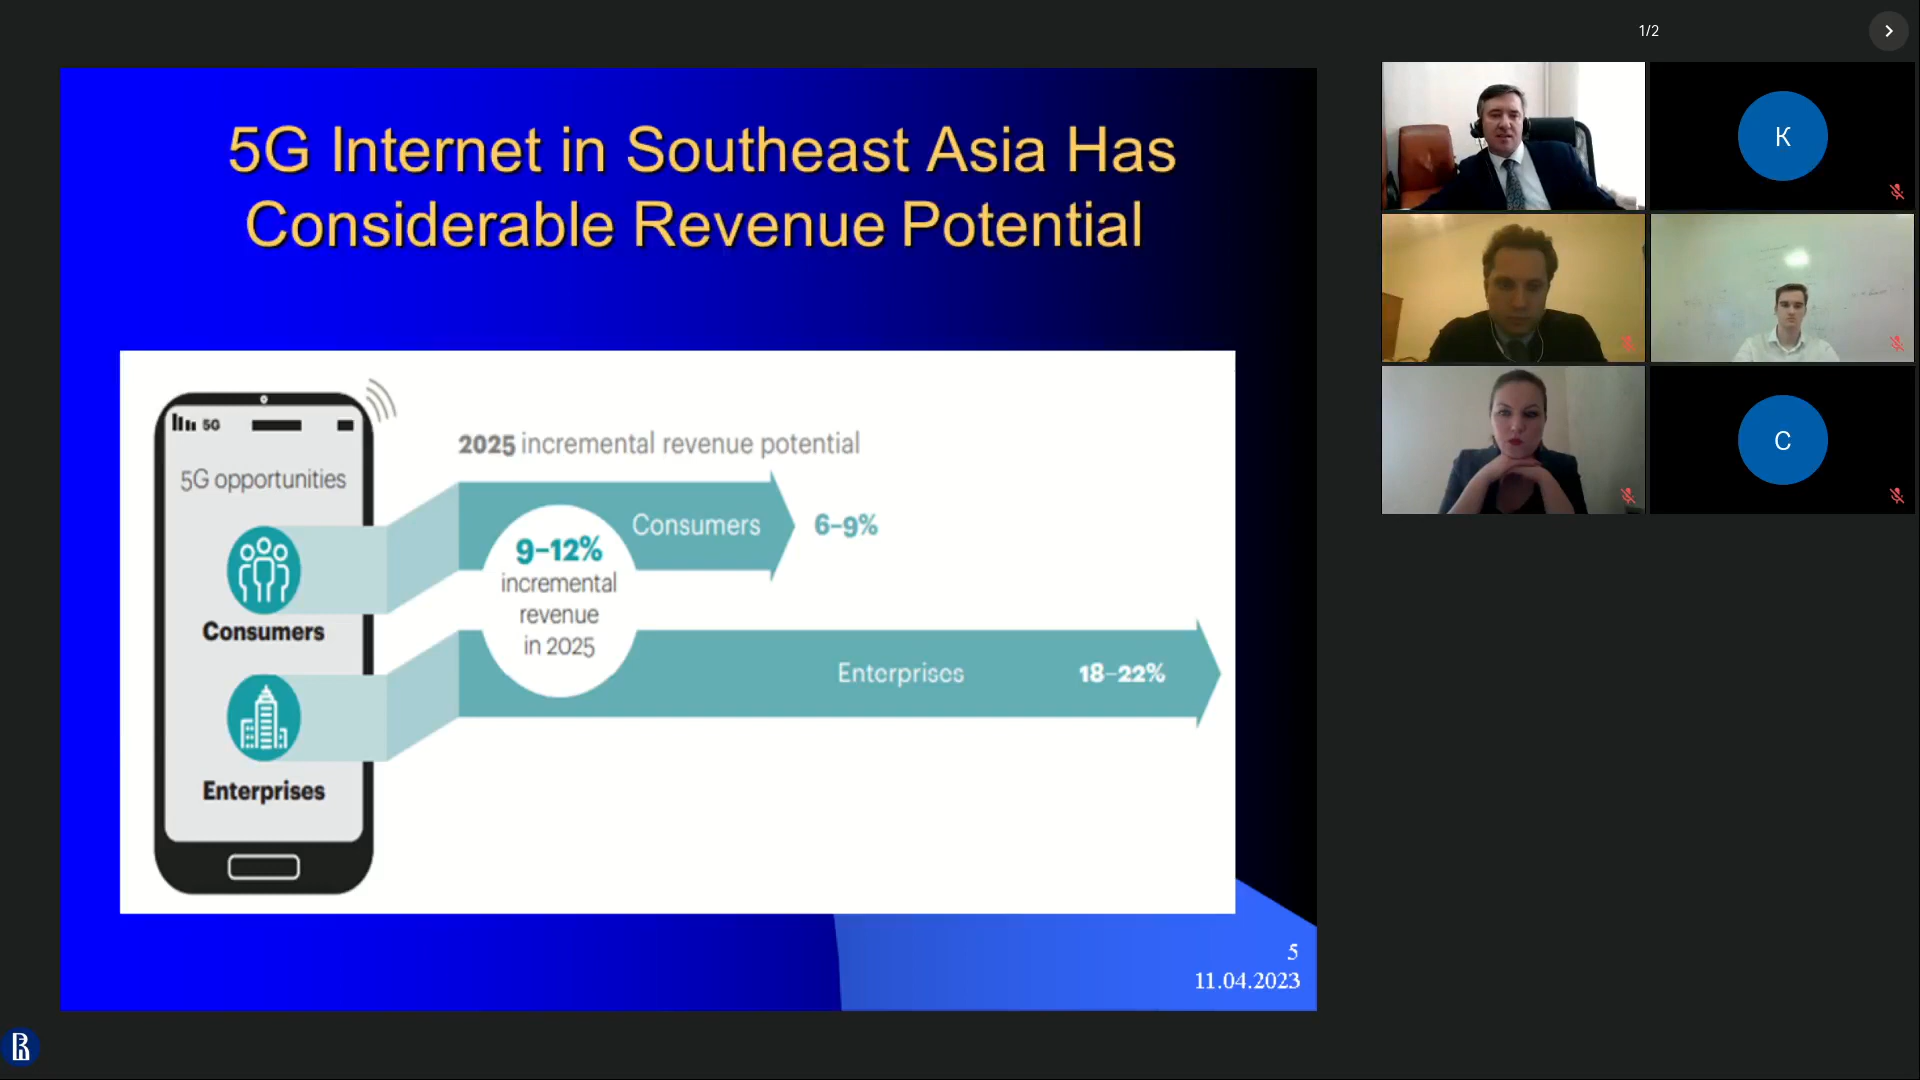 1/2
5G Internet in Southeast Asia Has
Considerable Revenue Potential
5G
5G opportunities
Consumers
Enterprises
2025 incremental revenue potential
Consumers
6–9%
9–12%
incremental
revenue
in 2025
Enterprises
18–22%
5
11.04.2023
K
C